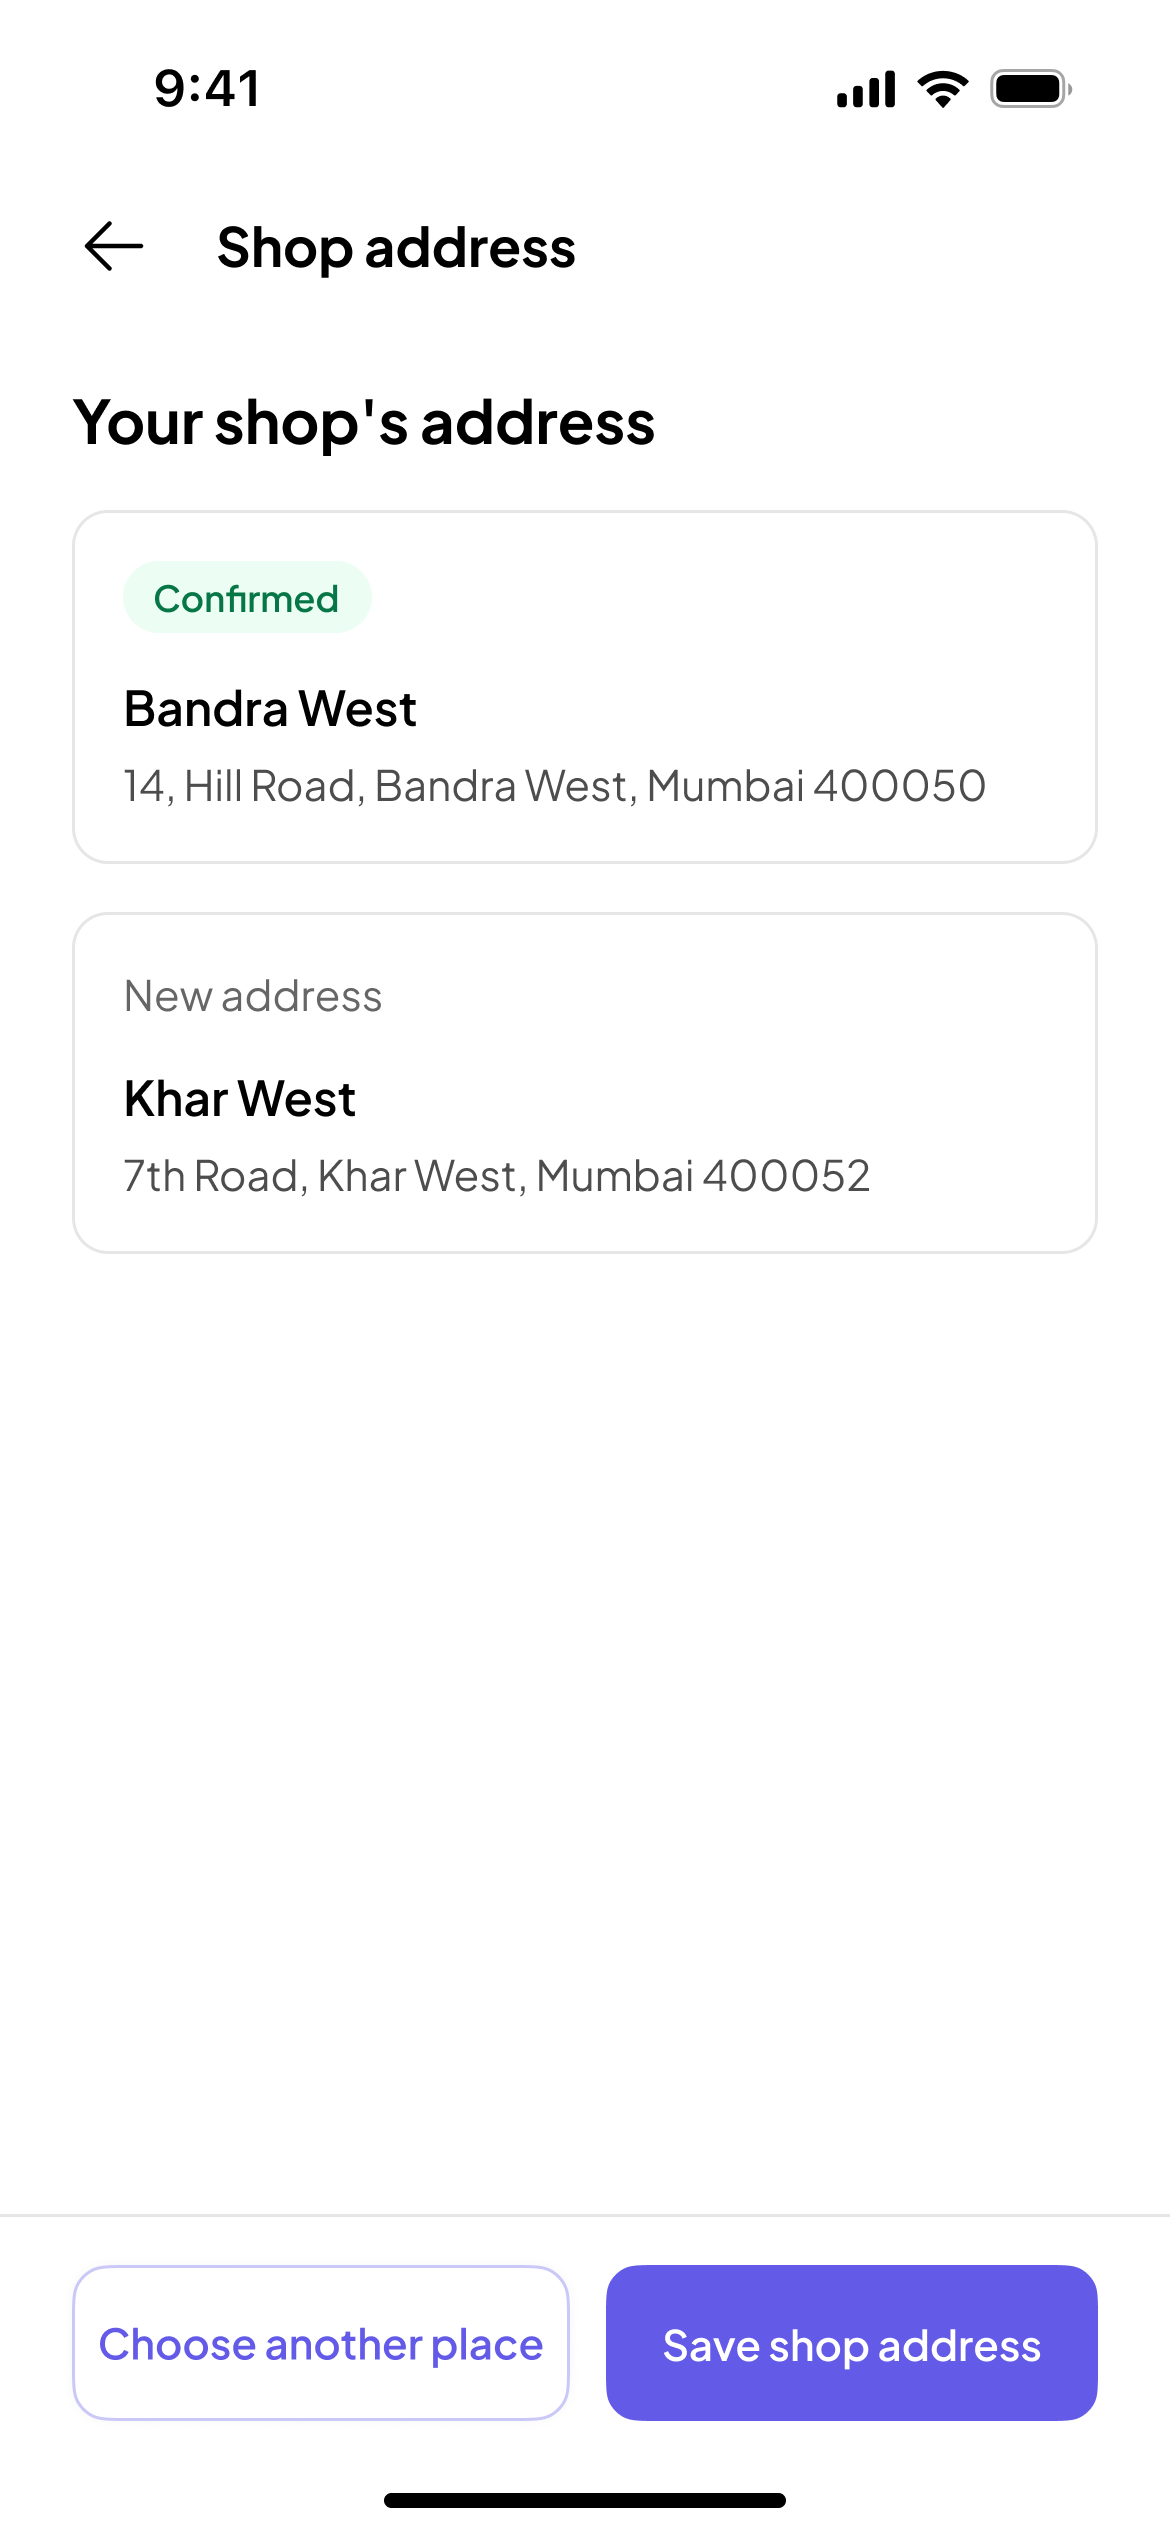 9:41
Shop address
Your shop's address
Confirmed
Bandra West
14, Hill Road, Bandra West, Mumbai 400050
New address
Khar West
7th Road, Khar West, Mumbai 400052
Choose another place
Save shop address